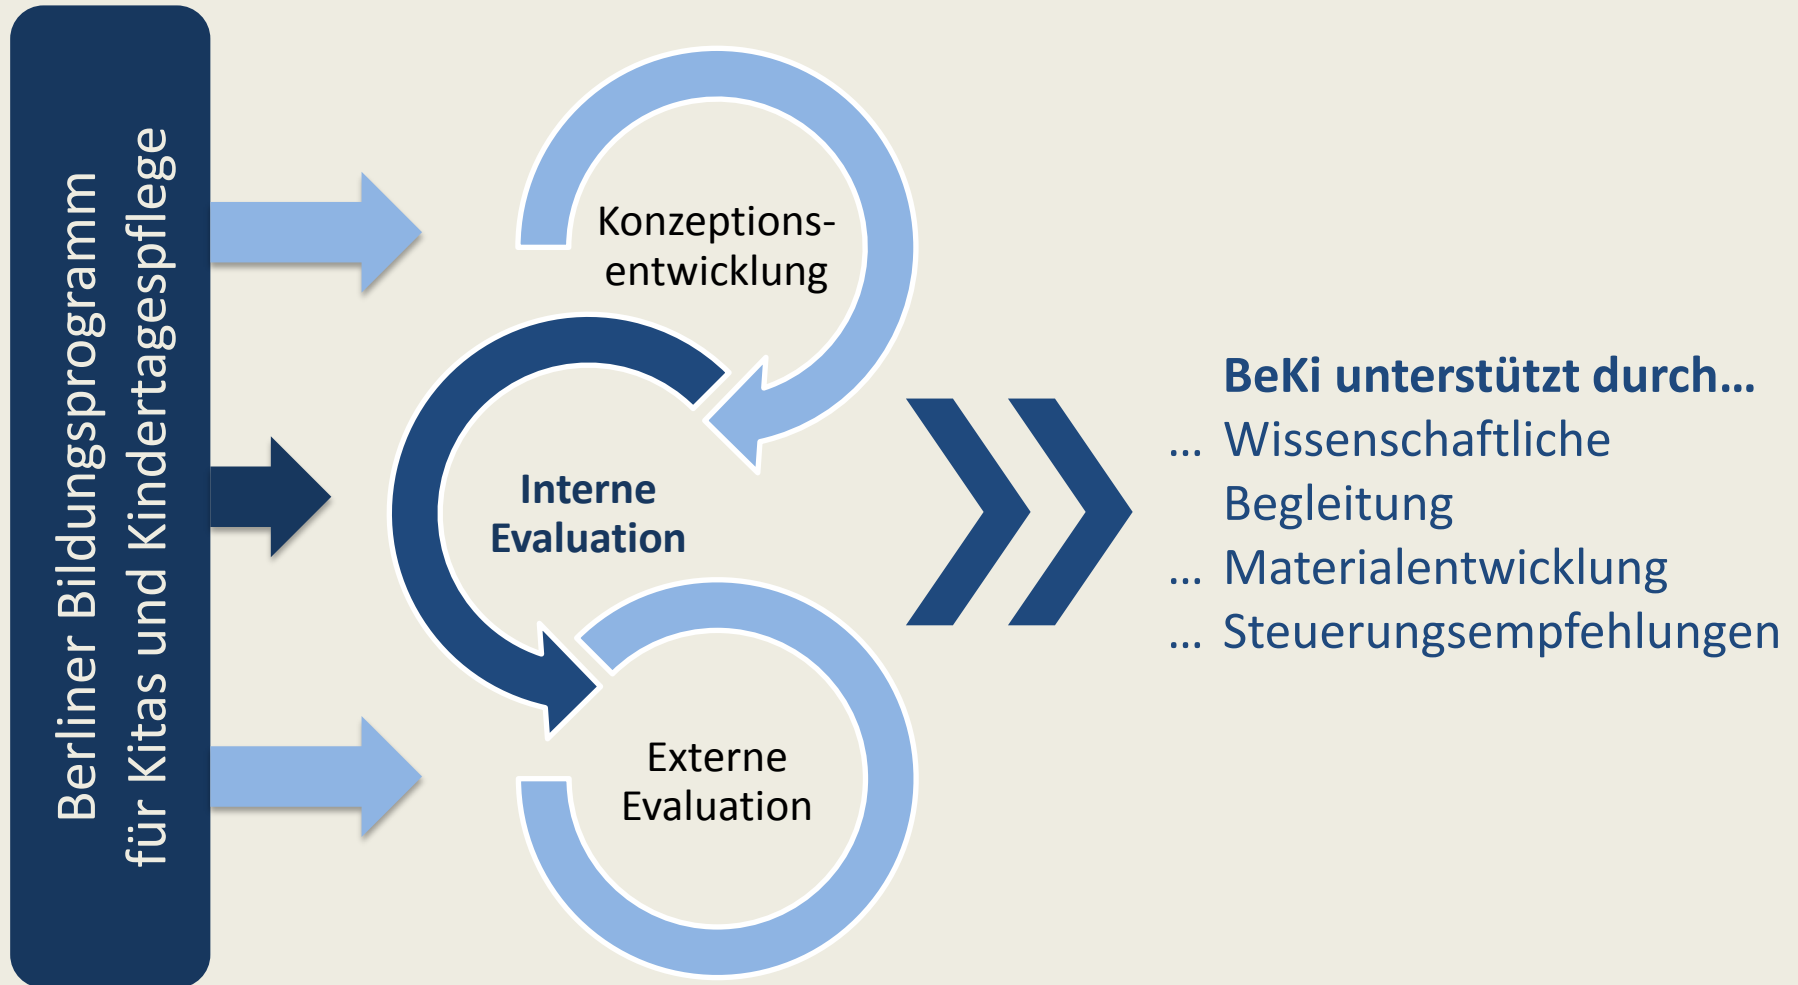 Berliner Bildungsprogramm
für Kitas und Kindertagespflege
Konzeptions-
entwicklung
Interne
Evaluation
Externe
Evaluation
BeKi unterstützt durch...
... Wissenschaftliche
Begleitung
... Materialentwicklung
... Steuerungsempfehlungen